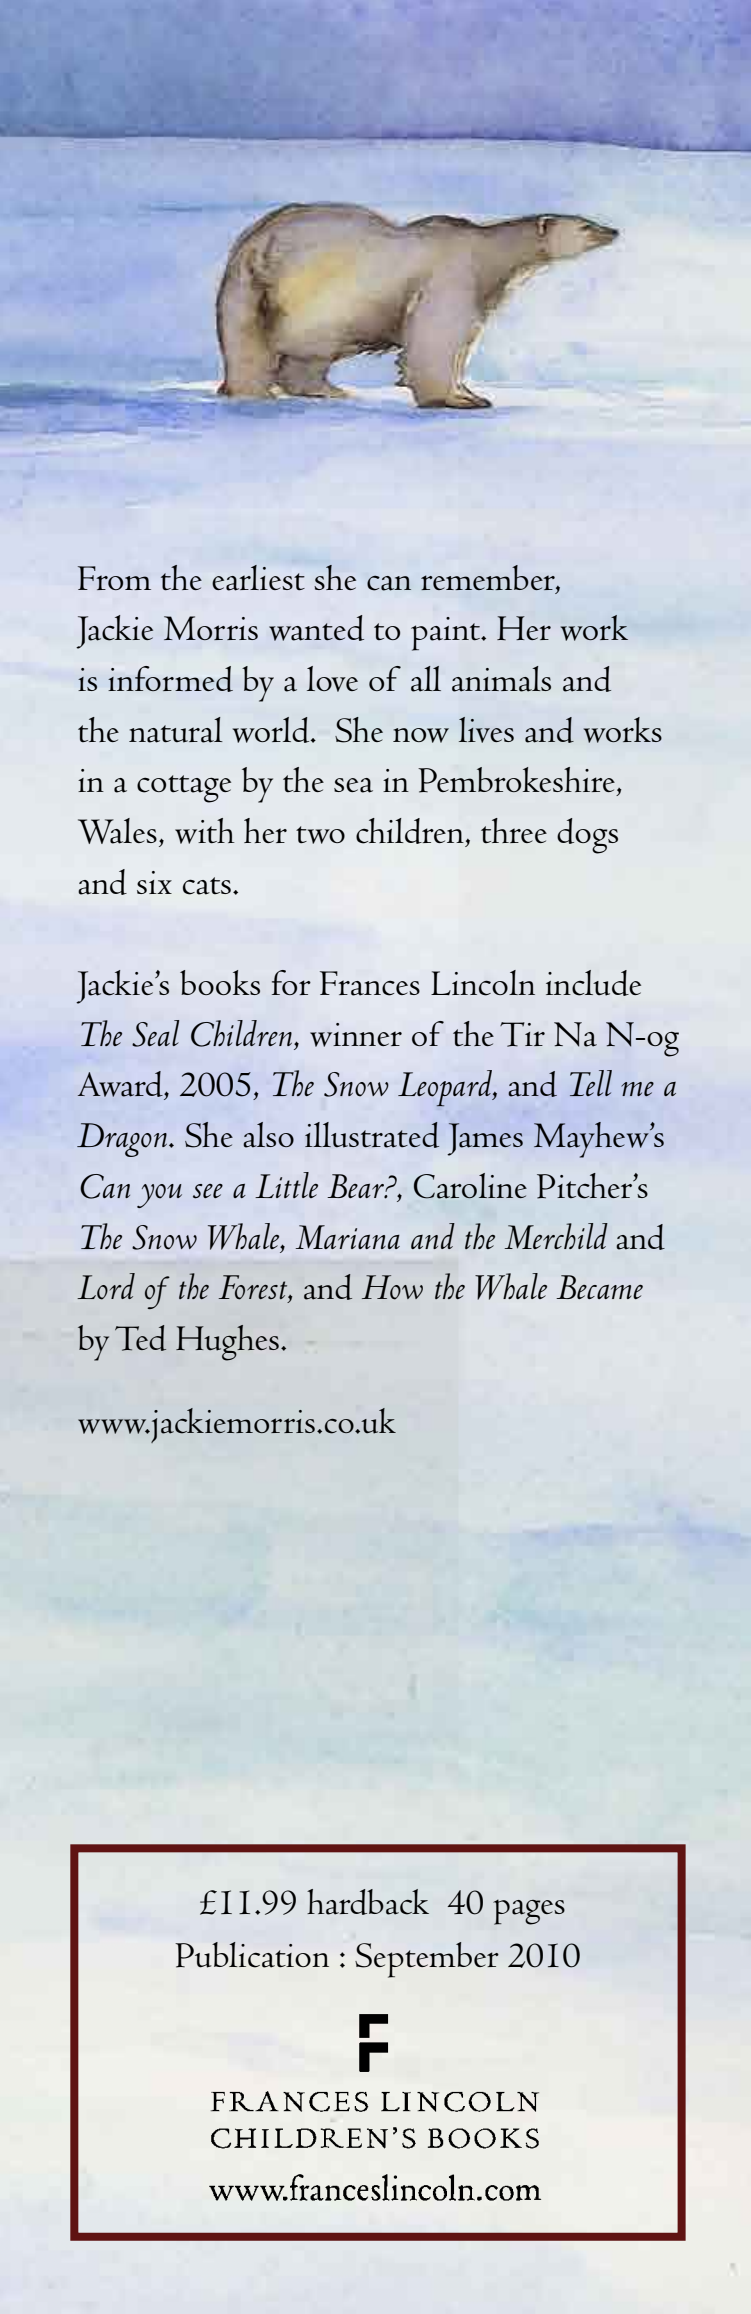 From the earliest she can remember,
Jackie Morris wanted to paint. Her work
is informed by a love of all animals and
the natural world. She now lives and works
in a cottage by the sea in Pembrokeshire,
Wales, with her two children, three dogs
and six cats.
Jackie’s books for Frances Lincoln include
The Seal Children, winner of the Tir Na N-og
Award, 2005, The Snow Leopard, and Tell me a
Dragon. She also illustrated James Mayhew’s
Can you see a Little Bear?, Caroline Pitcher’s
The Snow Whale, Mariana and the Merchild and
Lord of the Forest, and How the Whale Became
by Ted Hughes.
www.jackiemorris.co.uk
£11.99 hardback 40 pages
Publication : September 2010
FRANCES LINCOLN
CHILDREN’S BOOKS
www.franceslincoln.com